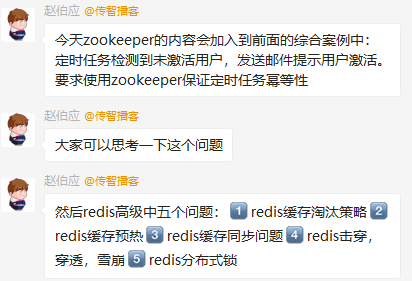 赵伯应 @传智播客
今天zookeeper的内容会加入到前面的综合案例中：
定时任务检测到未激活用户，发送邮件提示用户激活。
要求使用zookeeper保证定时任务幂等性
赵伯应 @传智播客
大家可以思考一下这个问题
赵伯应 @传智播客
然后redis高级中五个问题：1️⃣ redis缓存淘汰策略 2️⃣
redis缓存预热 3️⃣ redis缓存同步问题 4️⃣ redis击穿，
穿透，雪崩 5️⃣ redis分布式锁